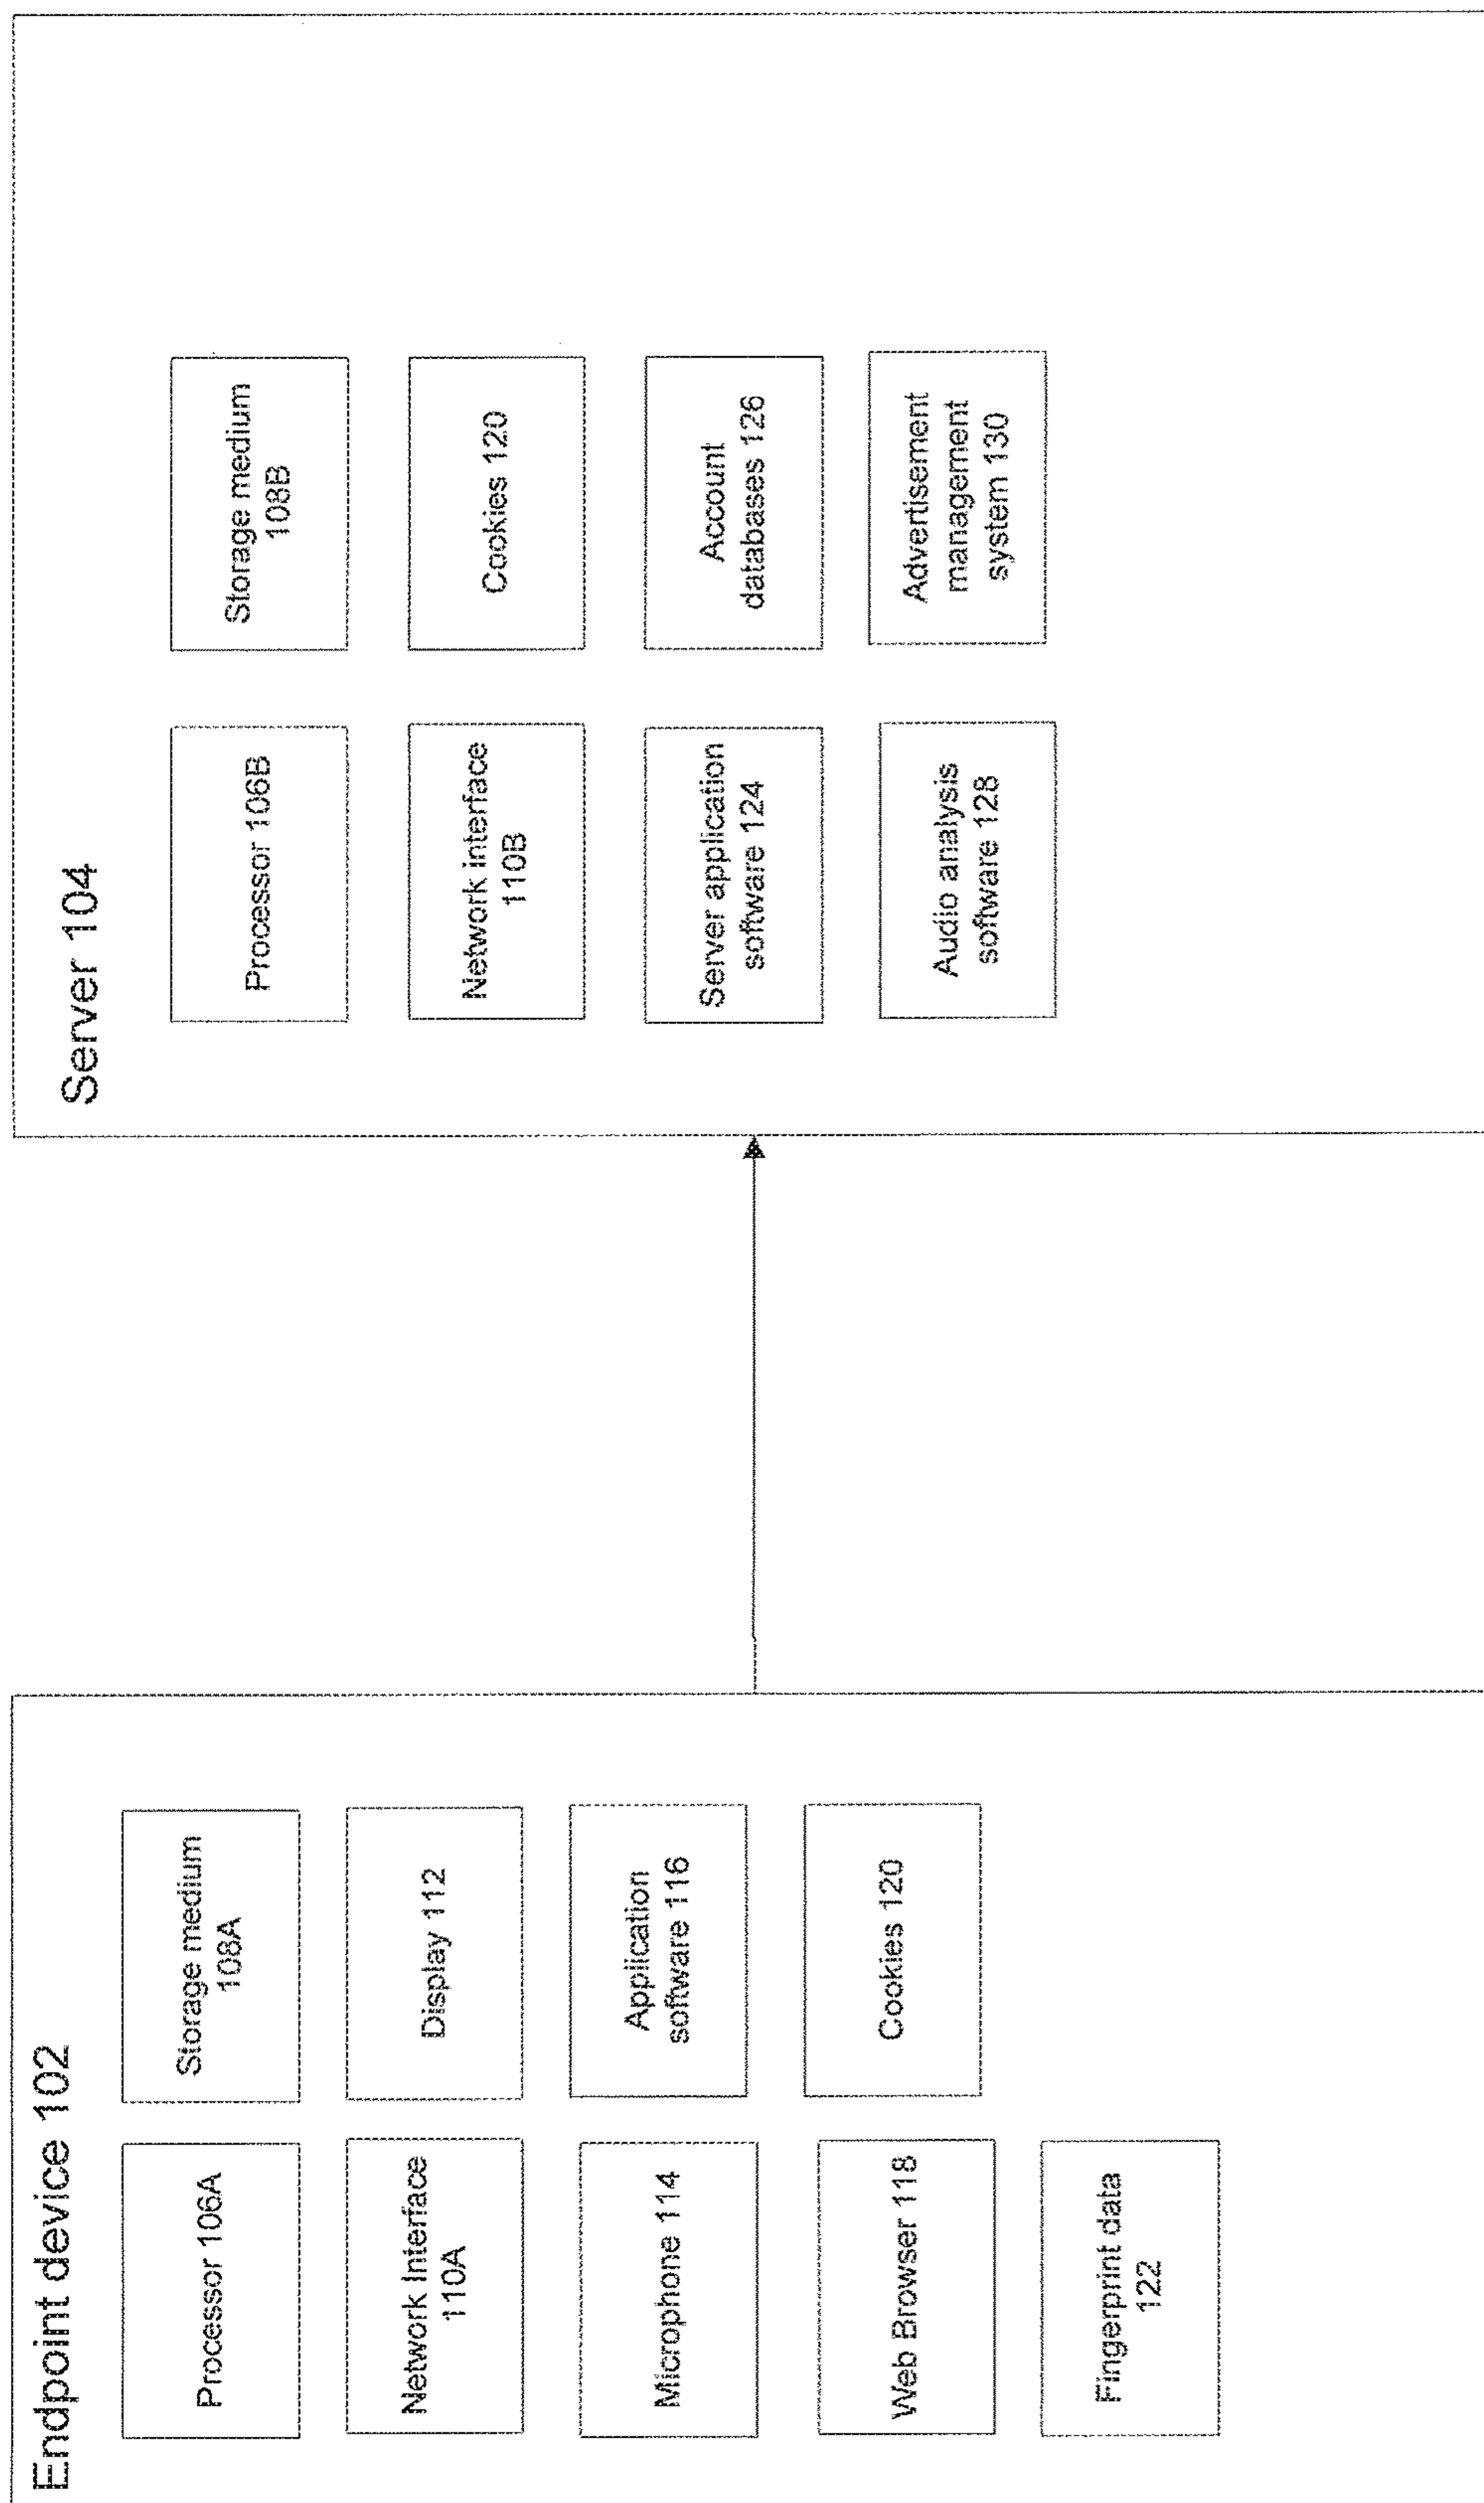 Endpoint device 102
Processor 106A
Storage medium
108A
Network Interface
110A
Display 112
Microphone 114
Application
software 116
Web Browser 118
Cookies 120
Fingerprint data
122
Server 104
Processor 106B
Storage medium
108B
Network interface
110B
Cookies 120
Server application
software 124
Account
databases 126
Audio analysis
software 128
Advertisement
management
system 130